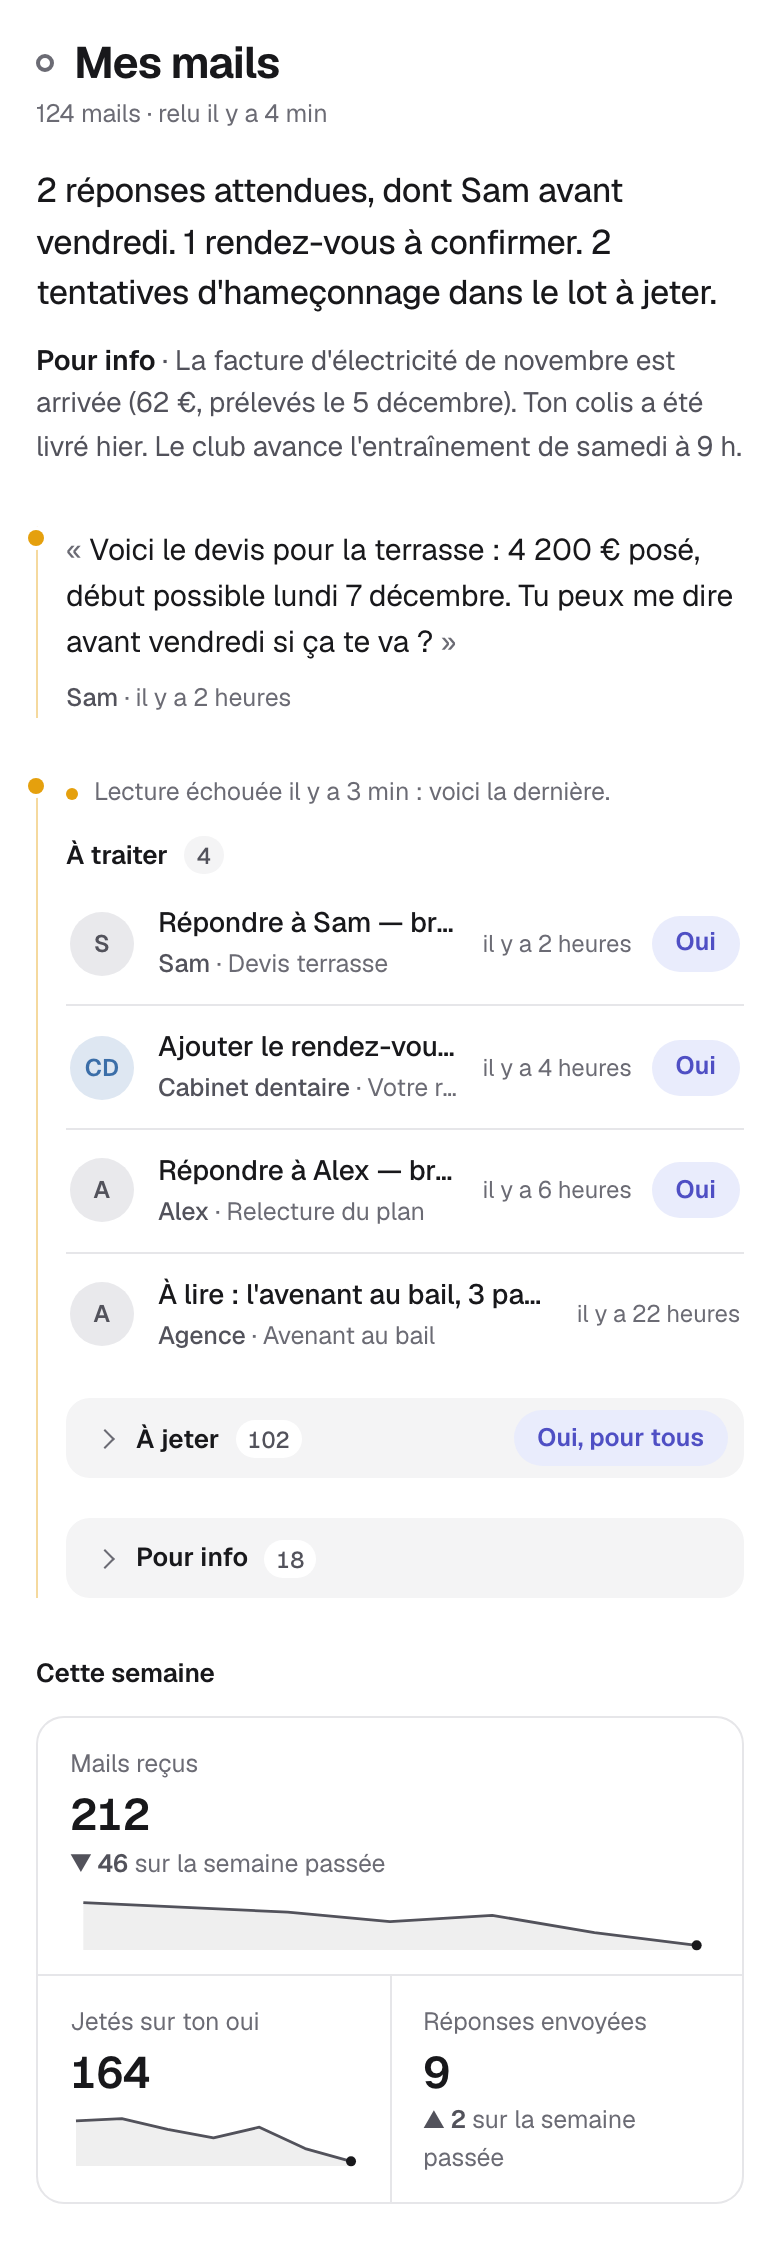 Mes mails
124 mails · relu il y a 4 min
2 réponses attendues, dont Sam avant
vendredi. 1 rendez-vous à confirmer. 2
tentatives d'hameçonnage dans le lot à jeter.
Pour info · La facture d'électricité de novembre est
arrivée (62 €, prélevés le 5 décembre). Ton colis a été
livré hier. Le club avance l'entraînement de samedi à 9 h.
« Voici le devis pour la terrasse : 4 200 € posé,
début possible lundi 7 décembre. Tu peux me dire
avant vendredi si ça te va ? »
Sam · il y a 2 heures
Lecture échouée il y a 3 min : voici la dernière.
À traiter 4
S
Répondre à Sam — br...
Sam · Devis terrasse
il y a 2 heures
Oui
CD
Ajouter le rendez-vou...
Cabinet dentaire · Votre r...
il y a 4 heures
Oui
A
Répondre à Alex — br...
Alex · Relecture du plan
il y a 6 heures
Oui
A
À lire : l'avenant au bail, 3 pa...
Agence · Avenant au bail
il y a 22 heures
À jeter 102
Oui, pour tous
Pour info 18
Cette semaine
Mails reçus
212
▼ 46 sur la semaine passée
Jetés sur ton oui
164
Réponses envoyées
9
▲ 2 sur la semaine
passée